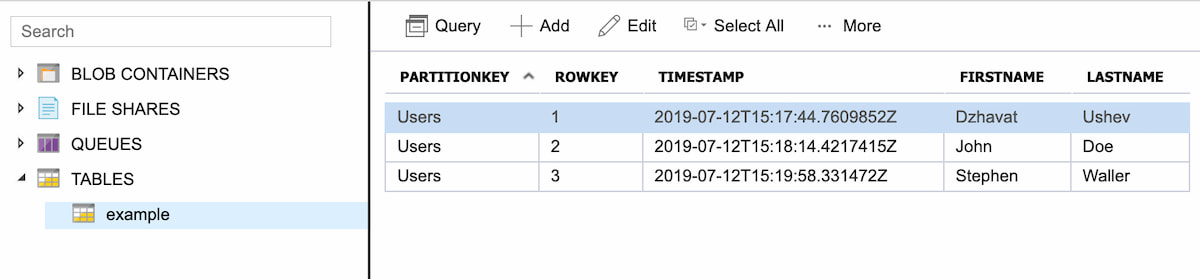 Search
BLOB CONTAINERS
FILE SHARES
QUEUES
TABLES
example
Query Add Edit Select All ··· More
PARTITIONKEY ROWKEY TIMESTAMP FIRSTNAME LASTNAME
Users 1 2019-07-12T15:17:44.7609852Z Dzhavat Ushev
Users 2 2019-07-12T15:18:14.4217415Z John Doe
Users 3 2019-07-12T15:19:58.331472Z Stephen Waller